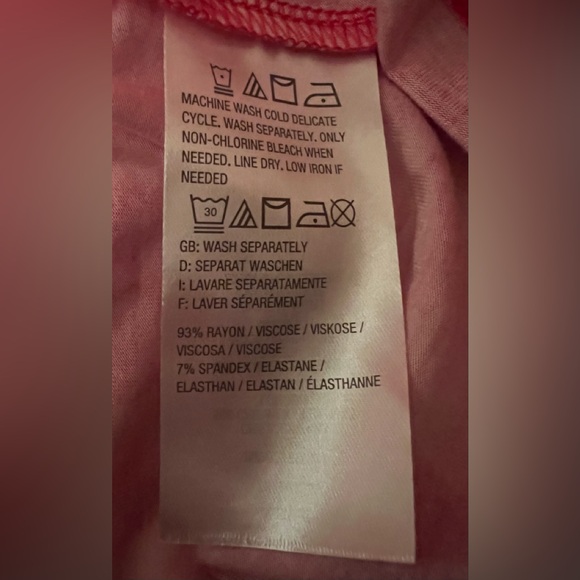 MACHINE WASH COLD DELICATE
CYCLE. WASH SEPARATELY. ONLY
NON-CHLORINE BLEACH WHEN
NEEDED. LINE DRY. LOW IRON IF
NEEDED
30
GB: WASH SEPARATELY
D: SEPARAT WASCHEN
I: LAVARE SEPARATAMENTE
F: LAVER SÉPARÉMENT
93% RAYON / VISCOSE / VISKOSE /
VISCOSA / VISCOSE
7% SPANDEX / ELASTANE /
ELASTHAN / ELASTAN / ÉLASTHANNE